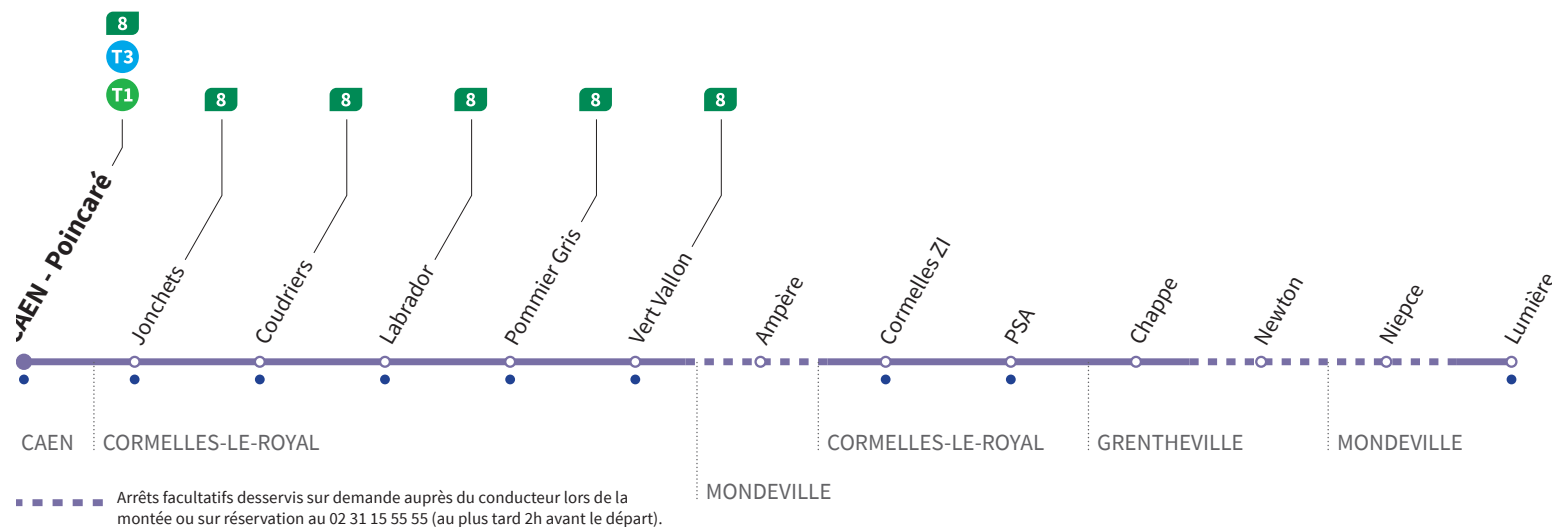 8
T3
T1
8
8
8
8
8
AEN - Poincaré
Jonchets
Coudriers
Labrador
Pommier Gris
Vert Vallon
Ampère
Cormelles ZI
PSA
Chappe
Newton
Niepce
Lumière
CAEN
CORMELLES-LE-ROYAL
CORMELLES-LE-ROYAL
GRENTHEVILLE
MONDEVILLE
MONDEVILLE
Arrêts facultatifs desservis sur demande auprès du conducteur lors de la
montée ou sur réservation au 02 31 15 55 55 (au plus tard 2h avant le départ).